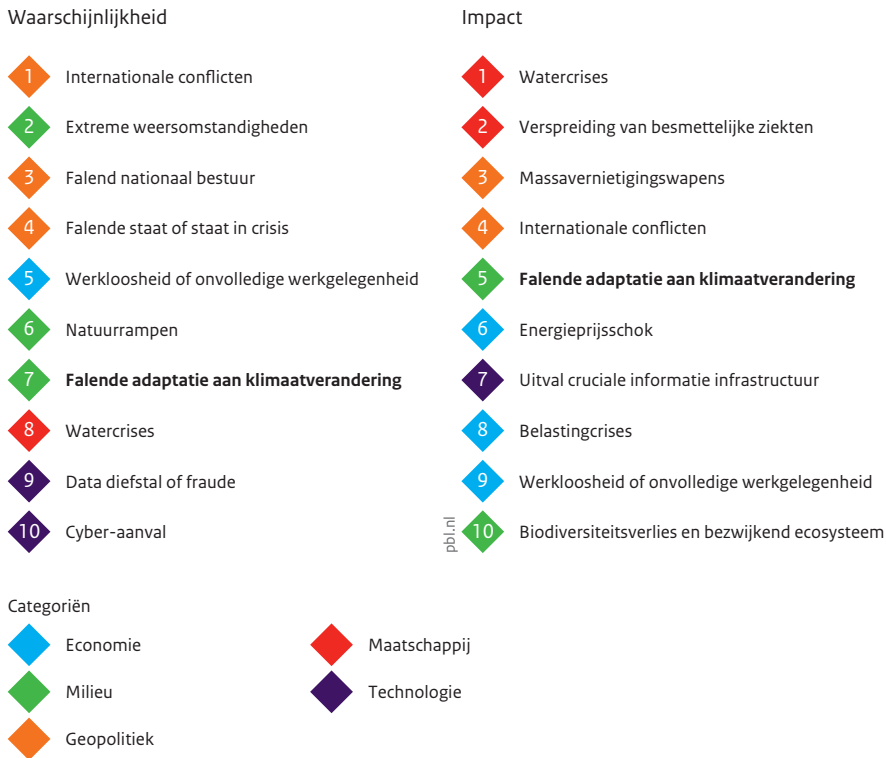 Waarschijnlijkheid
1 Internationale conflicten
2 Extreme weersomstandigheden
3 Falend nationaal bestuur
4 Falende staat of staat in crisis
5 Werkloosheid of onvolledige werkgelegenheid
6 Natuurrampen
7 Falende adaptatie aan klimaatverandering
8 Watercrises
9 Data diefstal of fraude
10 Cyber-aanval
Impact
1 Watercrises
2 Verspreiding van besmettelijke ziekten
3 Massavernietigingswapens
4 Internationale conflicten
5 Falende adaptatie aan klimaatverandering
6 Energieprijsschok
7 Uitval cruciale informatie infrastructuur
8 Belastingcrises
9 Werkloosheid of onvolledige werkgelegenheid
10 Biodiversiteitsverlies en bezwijkend ecosysteem
pbl.nl
Categoriën
Economie
Milieu
Geopolitiek
Maatschappij
Technologie